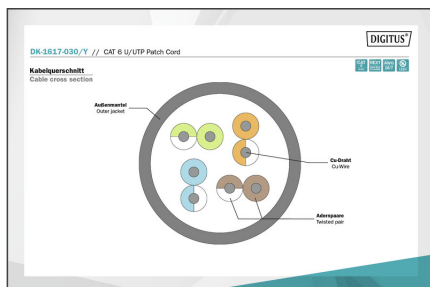 DIGITUS®
DK-1617-030/Y // CAT 6 U/UTP Patch Cord
Kabelquerschnitt
Cable cross section
Außenmantel
Outer jacket
Cu-Draht
Cu-Wire
Adernpaare
Twisted pair